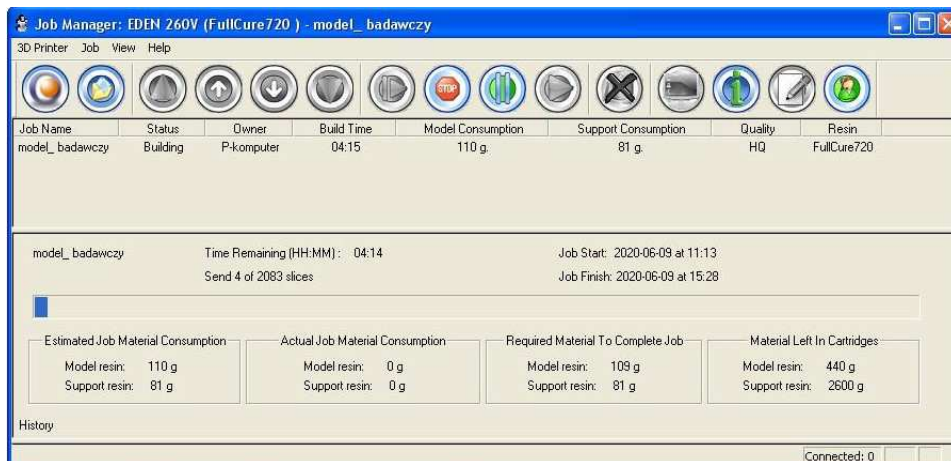 Job Manager: EDEN 260V (FullCure720 ) - model_ badawczy
3D Printer Job View Help
STOP
Job Name Status Owner Build Time Model Consumption Support Consumption Quality Resin
model_ badawczy Building P-komputer 04:15 110 g. 81 g. HQ FullCure720
model_ badawczy Time Remaining (HH:MM) : 04:14 Job Start: 2020-06-09 at 11:13
Send 4 of 2083 slices Job Finish: 2020-06-09 at 15:28
Estimated Job Material Consumption Actual Job Material Consumption Required Material To Complete Job Material Left In Cartridges
Model resin: 110 g Model resin: 0 g Model resin: 109 g Model resin: 440 g
Support resin: 81 g Support resin: 0 g Support resin: 81 g Support resin: 2600 g
History
Connected: 0